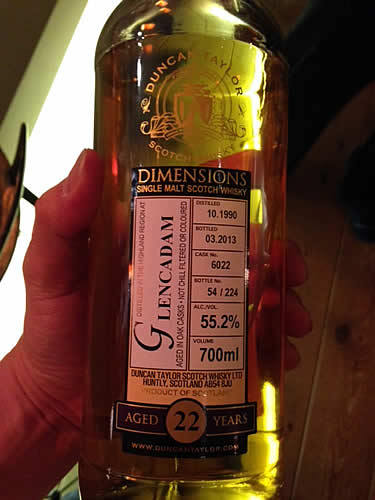 DUNCAN TAYLOR
SCOTCH WHISKY
DIMENSIONS
SINGLE MALT SCOTCH WHISKY
DISTILLED IN THE HIGHLAND REGION AT
GLENCADAM
AGED IN OAK CASKS • NOT CHILL FILTERED OR COLOURED
DISTILLED
10.1990
BOTTLED
03.2013
CASK No.
6022
BOTTLE No.
54 / 224
ALC./VOL.
55.2%
VOLUME
700ml
DUNCAN TAYLOR SCOTCH WHISKY LTD
HUNTLY, SCOTLAND AB54 8JU
PRODUCT OF SCOTLAND
AGED 22 YEARS
WWW.DUNCANTAYLOR.COM